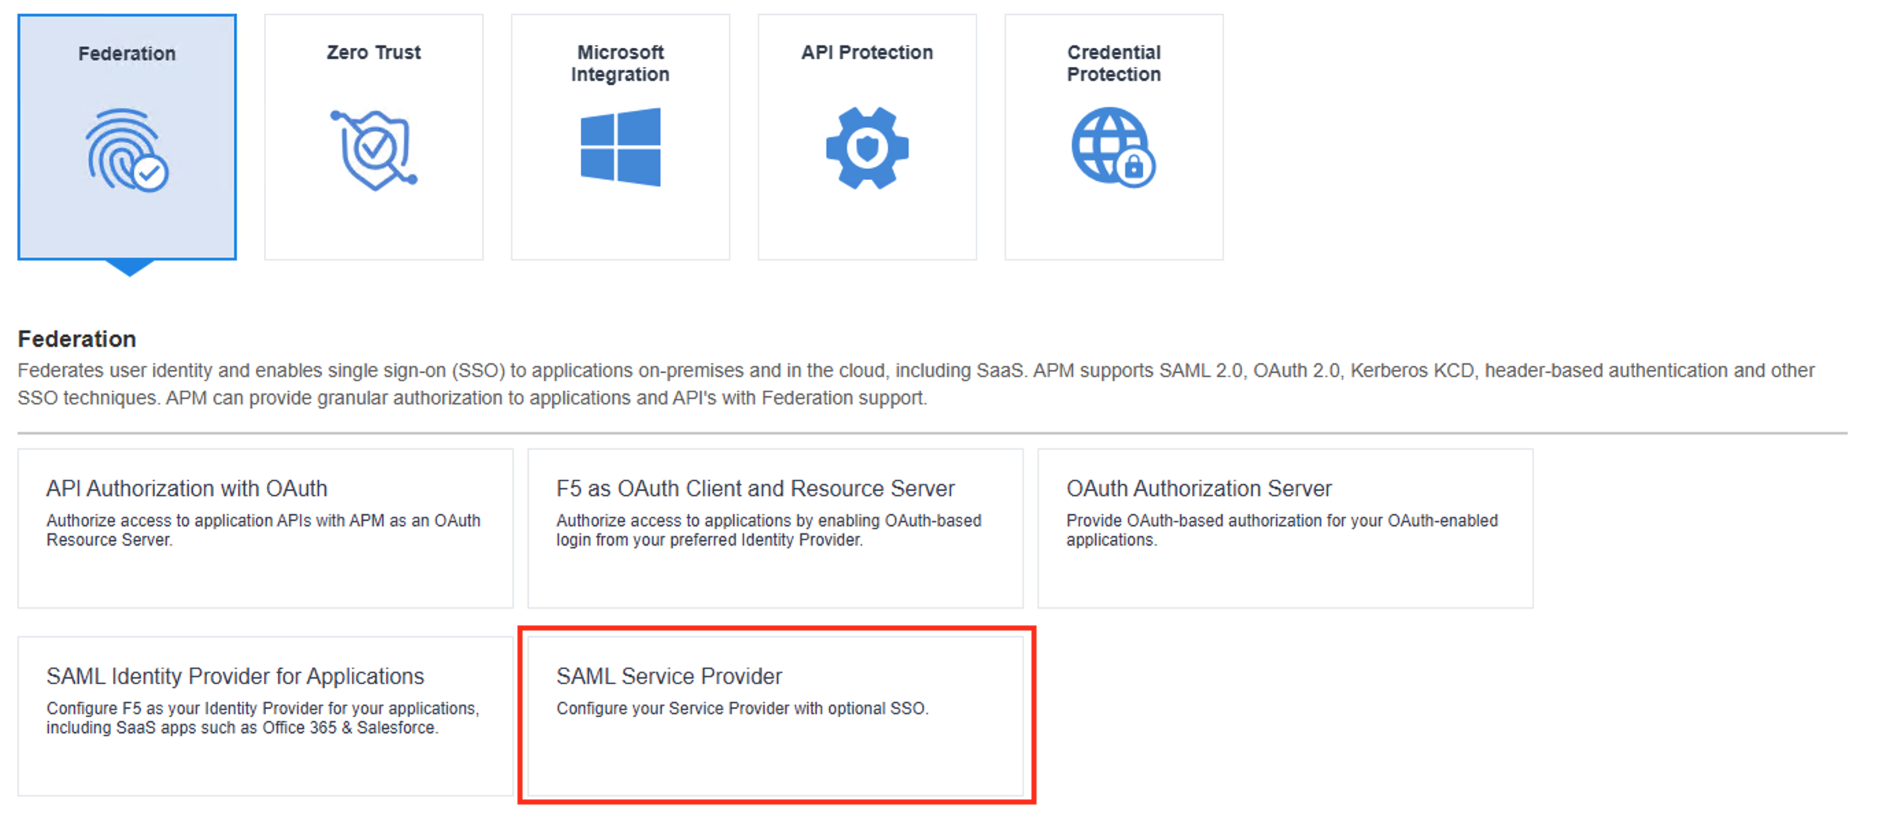 Federation
Zero Trust
Microsoft
Integration
API Protection
Credential
Protection
Federation
Federates user identity and enables single sign-on (SSO) to applications on-premises and in the cloud, including SaaS. APM supports SAML 2.0, OAuth 2.0, Kerberos KCD, header-based authentication and other
SSO techniques. APM can provide granular authorization to applications and API's with Federation support.
API Authorization with OAuth
Authorize access to application APIs with APM as an OAuth
Resource Server.
F5 as OAuth Client and Resource Server
Authorize access to applications by enabling OAuth-based
login from your preferred Identity Provider.
OAuth Authorization Server
Provide OAuth-based authorization for your OAuth-enabled
applications.
SAML Identity Provider for Applications
Configure F5 as your Identity Provider for your applications,
including SaaS apps such as Office 365 & Salesforce.
SAML Service Provider
Configure your Service Provider with optional SSO.